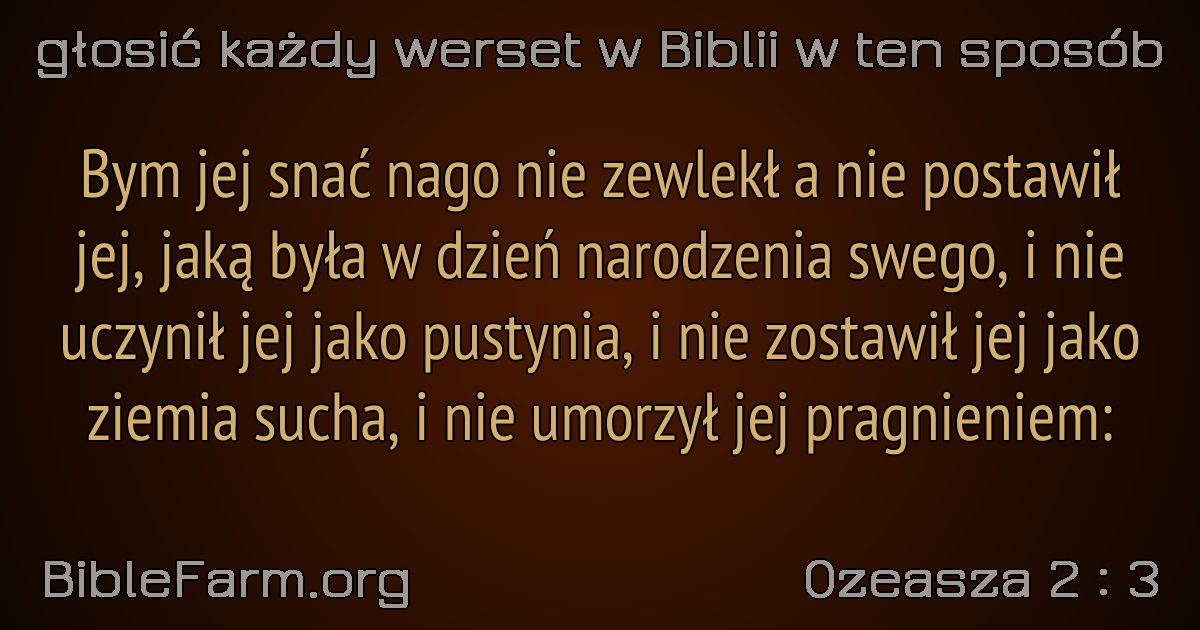 głosić każdy werset w Biblii w ten sposób
Bym jej snać nago nie zewlekł a nie postawił
jej, jaką była w dzień narodzenia swego, i nie
uczynił jej jako pustynia, i nie zostawił jej jako
ziemia sucha, i nie umorzył jej pragnieniem:
BibleFarm.org
Ozeasza 2 : 3